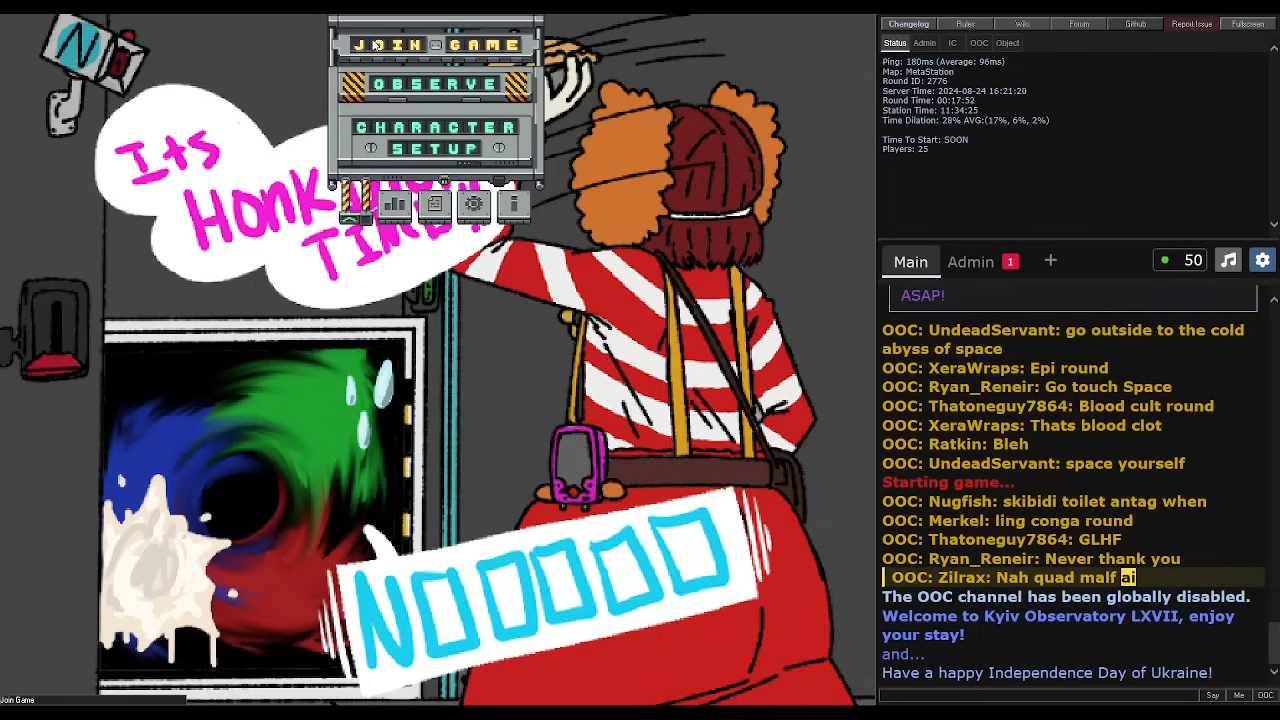 JOIN GAME
OBSERVE
CHARACTER
SETUP
N
Its
HONK
TIME
N
Join Game
Changelog
Rules
Wiki
Forum
Github
Report Issue
Fullscreen
Status
Admin
IC
OOC
Object
Ping: 180ms (Average: 96ms)
Map: MetaStation
Round ID: 2776
Server Time: 2024-08-24 16:21:20
Round Time: 00:17:52
Station Time: 11:34:25
Time Dilation: 28% AVG:(17%, 6%, 2%)
Time To Start: SOON
Players: 25
Main
Admin 1
+
50
ASAP!
OOC: UndeadServant: go outside to the cold
abyss of space
OOC: XeraWraps: Epi round
OOC: Ryan_Reneir: Go touch Space
OOC: Thatoneguy7864: Blood cult round
OOC: XeraWraps: Thats blood clot
OOC: Ratkin: Bleh
OOC: UndeadServant: space yourself
Starting game...
OOC: Nugfish: skibidi toilet antag when
OOC: Merkel: ling conga round
OOC: Thatoneguy7864: GLHF
OOC: Ryan_Reneir: Never thank you
OOC: Zilrax: Nah quad malf ai
The OOC channel has been globally disabled.
Welcome to Kyiv Observatory LXVII, enjoy
your stay!
and...
Have a happy Independence Day of Ukraine!
Say
Me
OOC